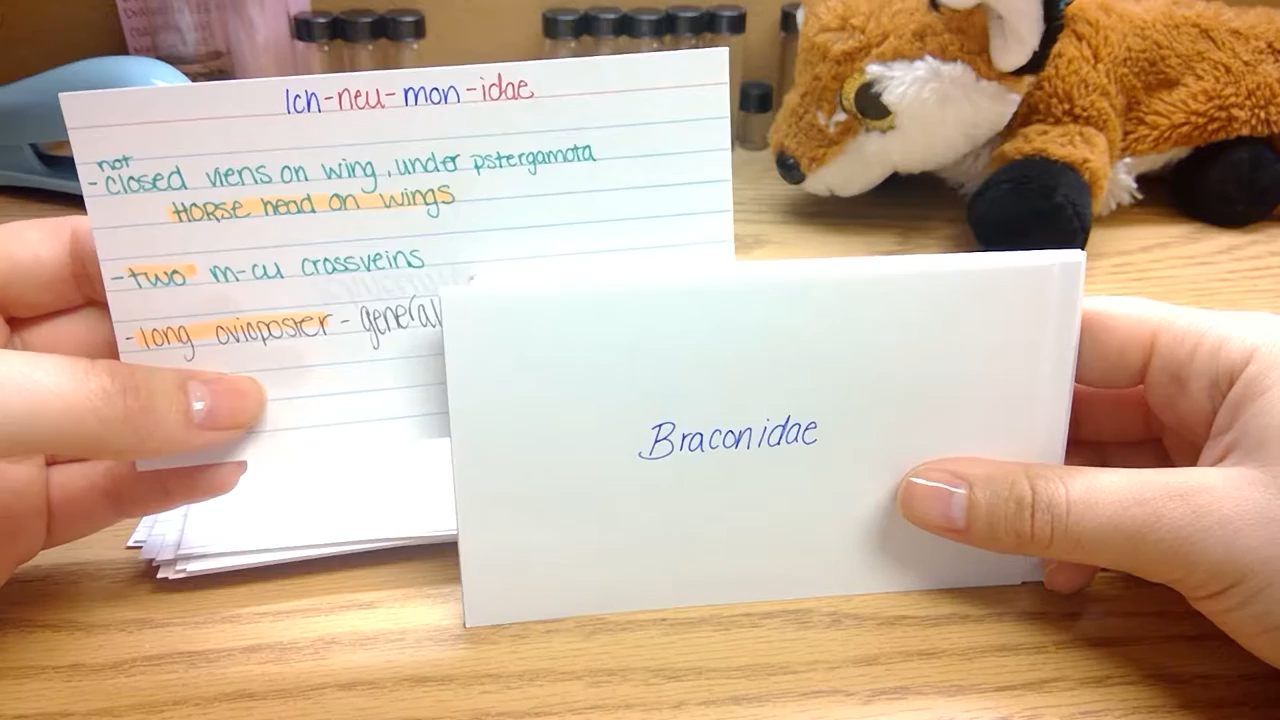 Ich-neu-mon-idae
not
-closed viens on wing, under pstergamota
HORSE head on wings
-two m-cu crossveins
-long oviopositer - general
Braconidae